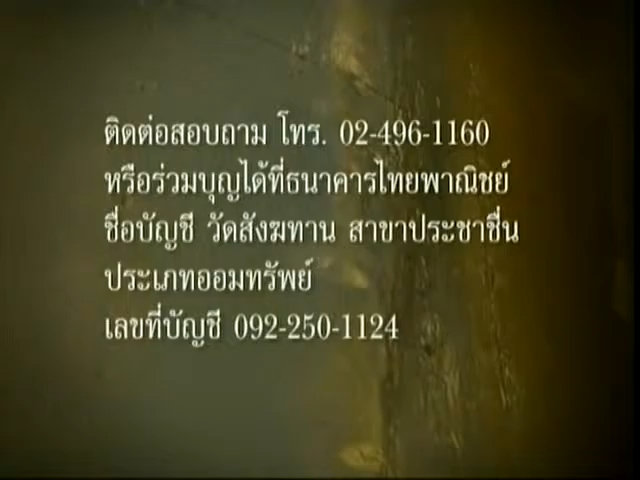 ติดต่อสอบถาม โทร. 02-496-1160
หรือร่วมบุญได้ที่ธนาคารไทยพาณิชย์
ชื่อบัญชี วัดสังฆทาน สาขาประชาชื่น
ประเภทออมทรัพย์
เลขที่บัญชี 092-250-1124